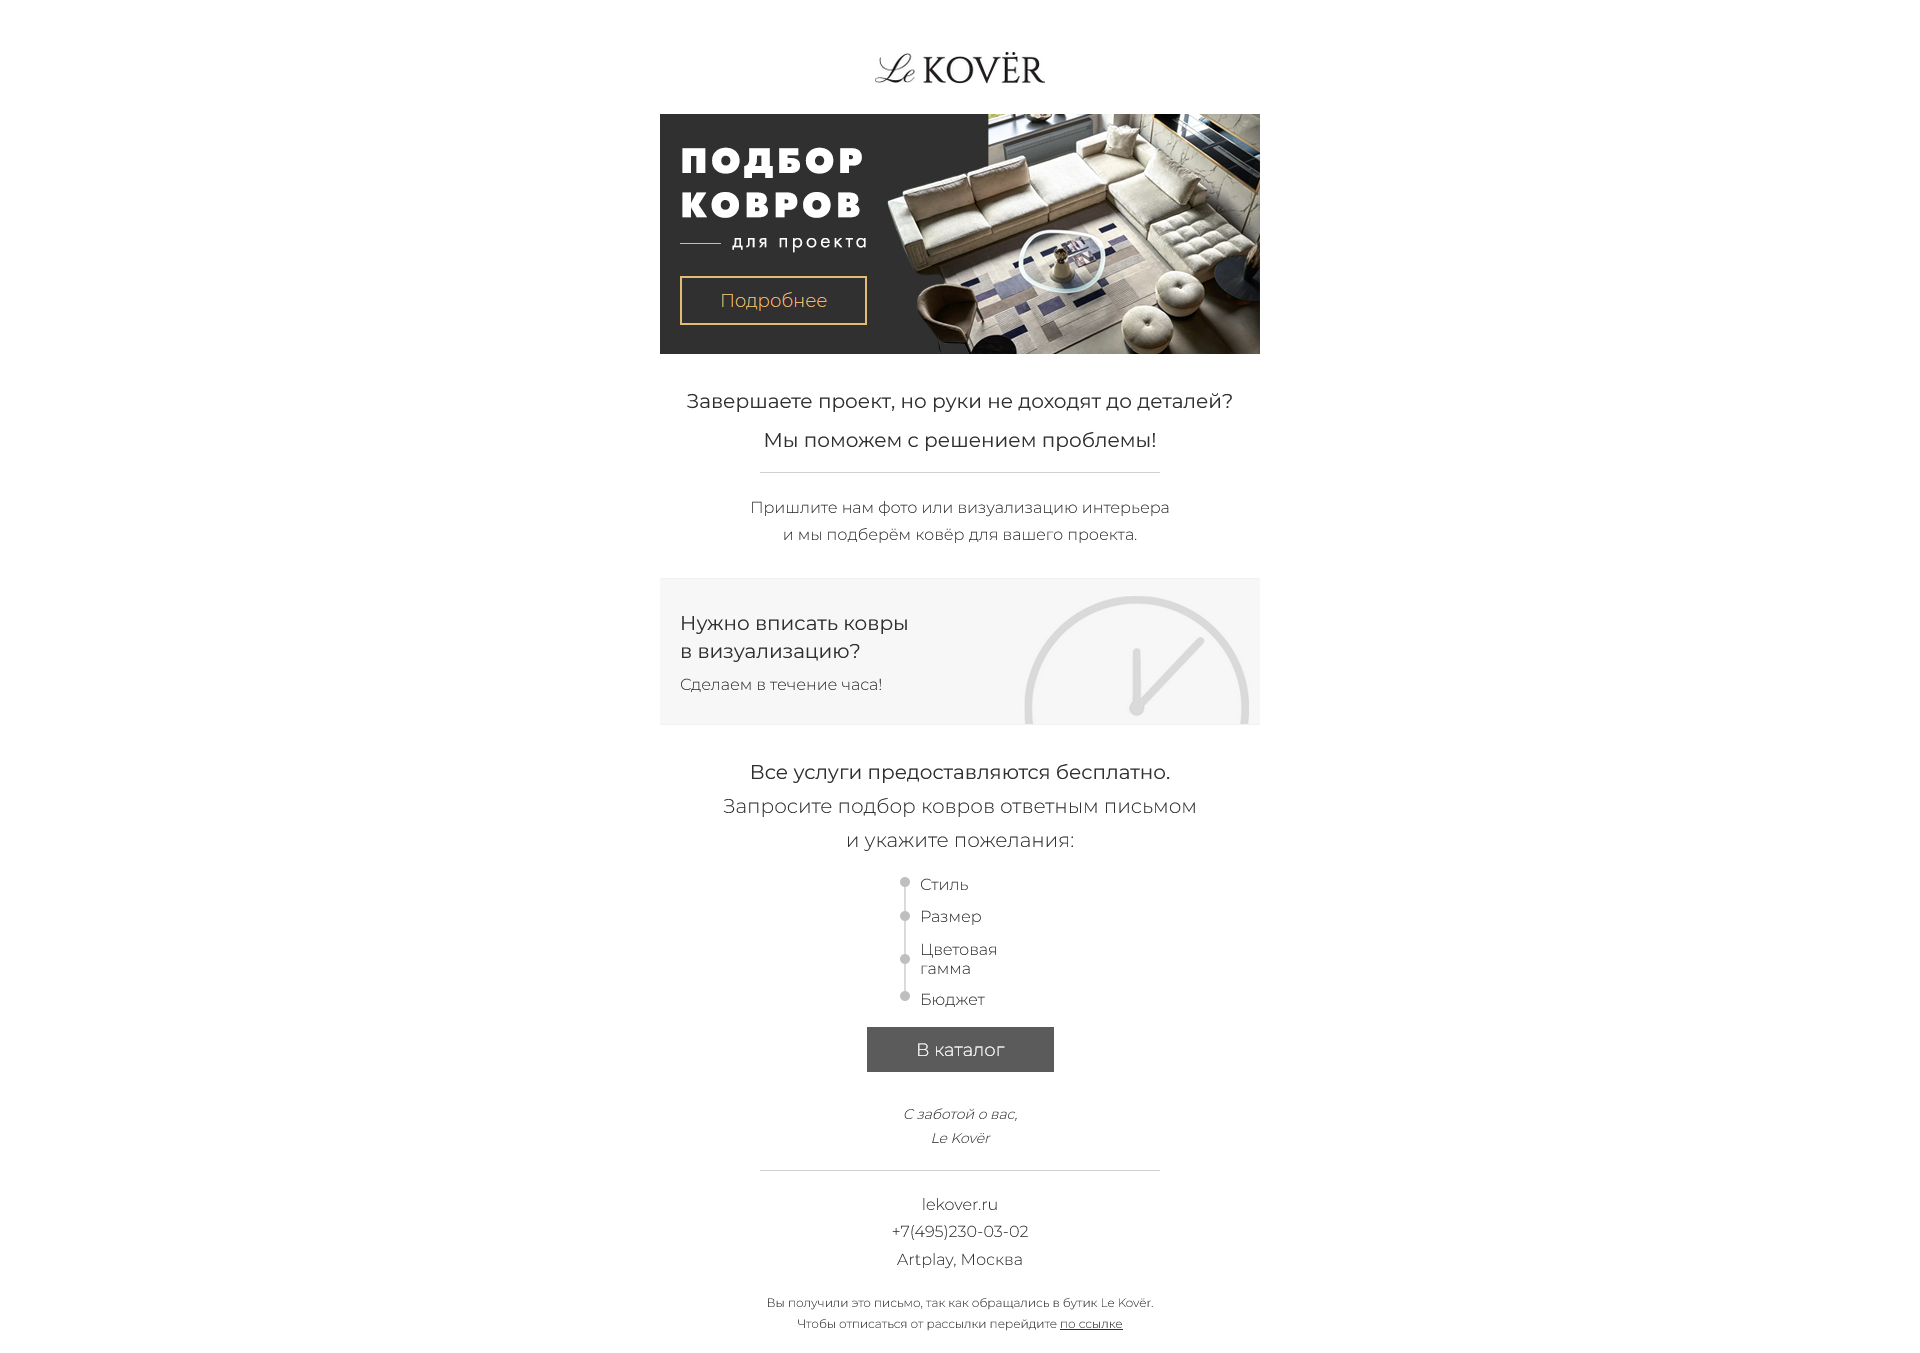 Le KOVЁR
ПОДБОР
КОВРОВ
для проекта
Подробнее
Завершаете проект, но руки не доходят до деталей?
Мы поможем с решением проблемы!
Пришлите нам фото или визуализацию интерьера
и мы подберём ковёр для вашего проекта.
Нужно вписать ковры
в визуализацию?
Сделаем в течение часа!
Все услуги предоставляются бесплатно.
Запросите подбор ковров ответным письмом
и укажите пожелания:
Стиль
Размер
Цветовая
гамма
Бюджет
В каталог
С заботой о вас,
Le Kovёr
lekover.ru
+7(495)230-03-02
Artplay, Москва
Вы получили это письмо, так как обращались в бутик Le Kovёr.
Чтобы отписаться от рассылки перейдите по ссылке